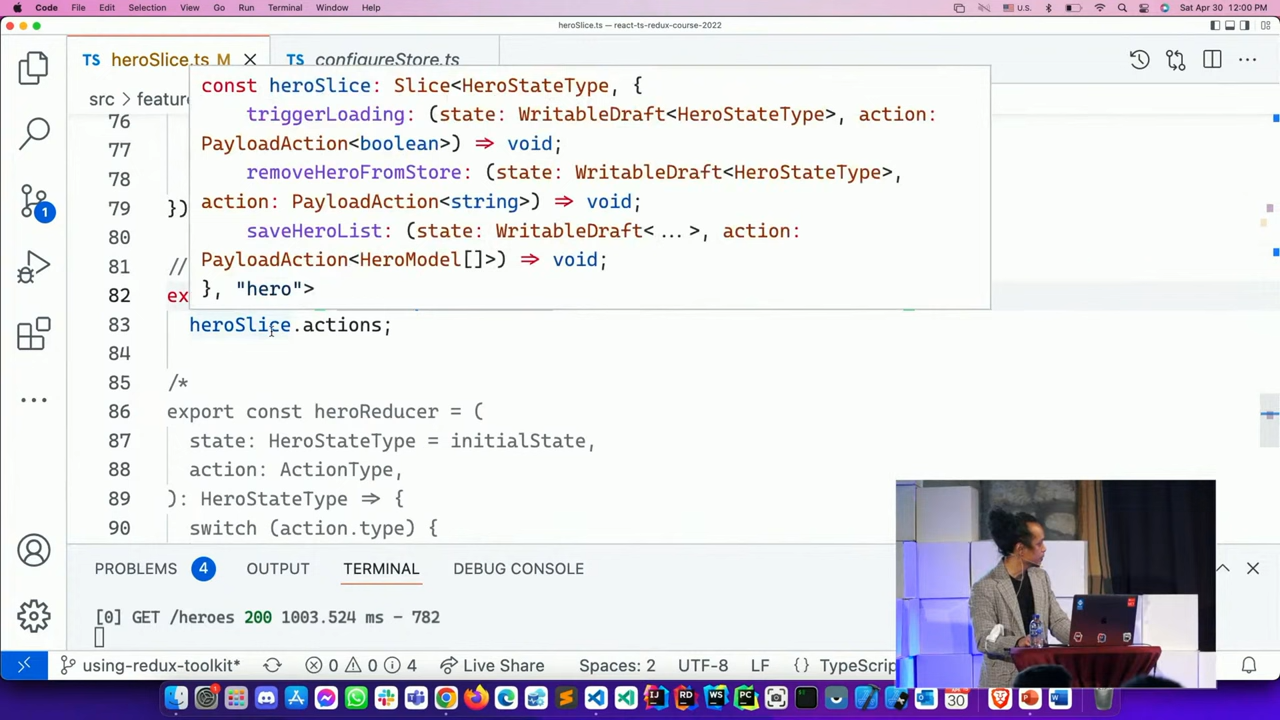 Code File Edit Selection View Go Run Terminal Window Help U.S. Sat Apr 30 12:00 PM
heroSlice.ts — react-ts-redux-course-2022
TS heroSlice.ts M TS configureStore.ts
src > feature
const heroSlice: Slice<HeroStateType, {
triggerLoading: (state: WritableDraft<HeroStateType>, action:
PayloadAction<boolean>) => void;
removeHeroFromStore: (state: WritableDraft<HeroStateType>,
action: PayloadAction<string>) => void;
saveHeroList: (state: WritableDraft<...>, action:
PayloadAction<HeroModel[]>) => void;
}, "hero">
76
77
78
79 })
80
81 //
82 ex
83 heroSlice.actions;
84
85 /*
86 export const heroReducer = (
87 state: HeroStateType = initialState,
88 action: ActionType,
89 ): HeroStateType => {
90 switch (action.type) {
1
PROBLEMS 4 OUTPUT TERMINAL DEBUG CONSOLE
[0] GET /heroes 200 1003.524 ms - 782
using-redux-toolkit* 0 0 4 Live Share Spaces: 2 UTF-8 LF {} TypeScrip